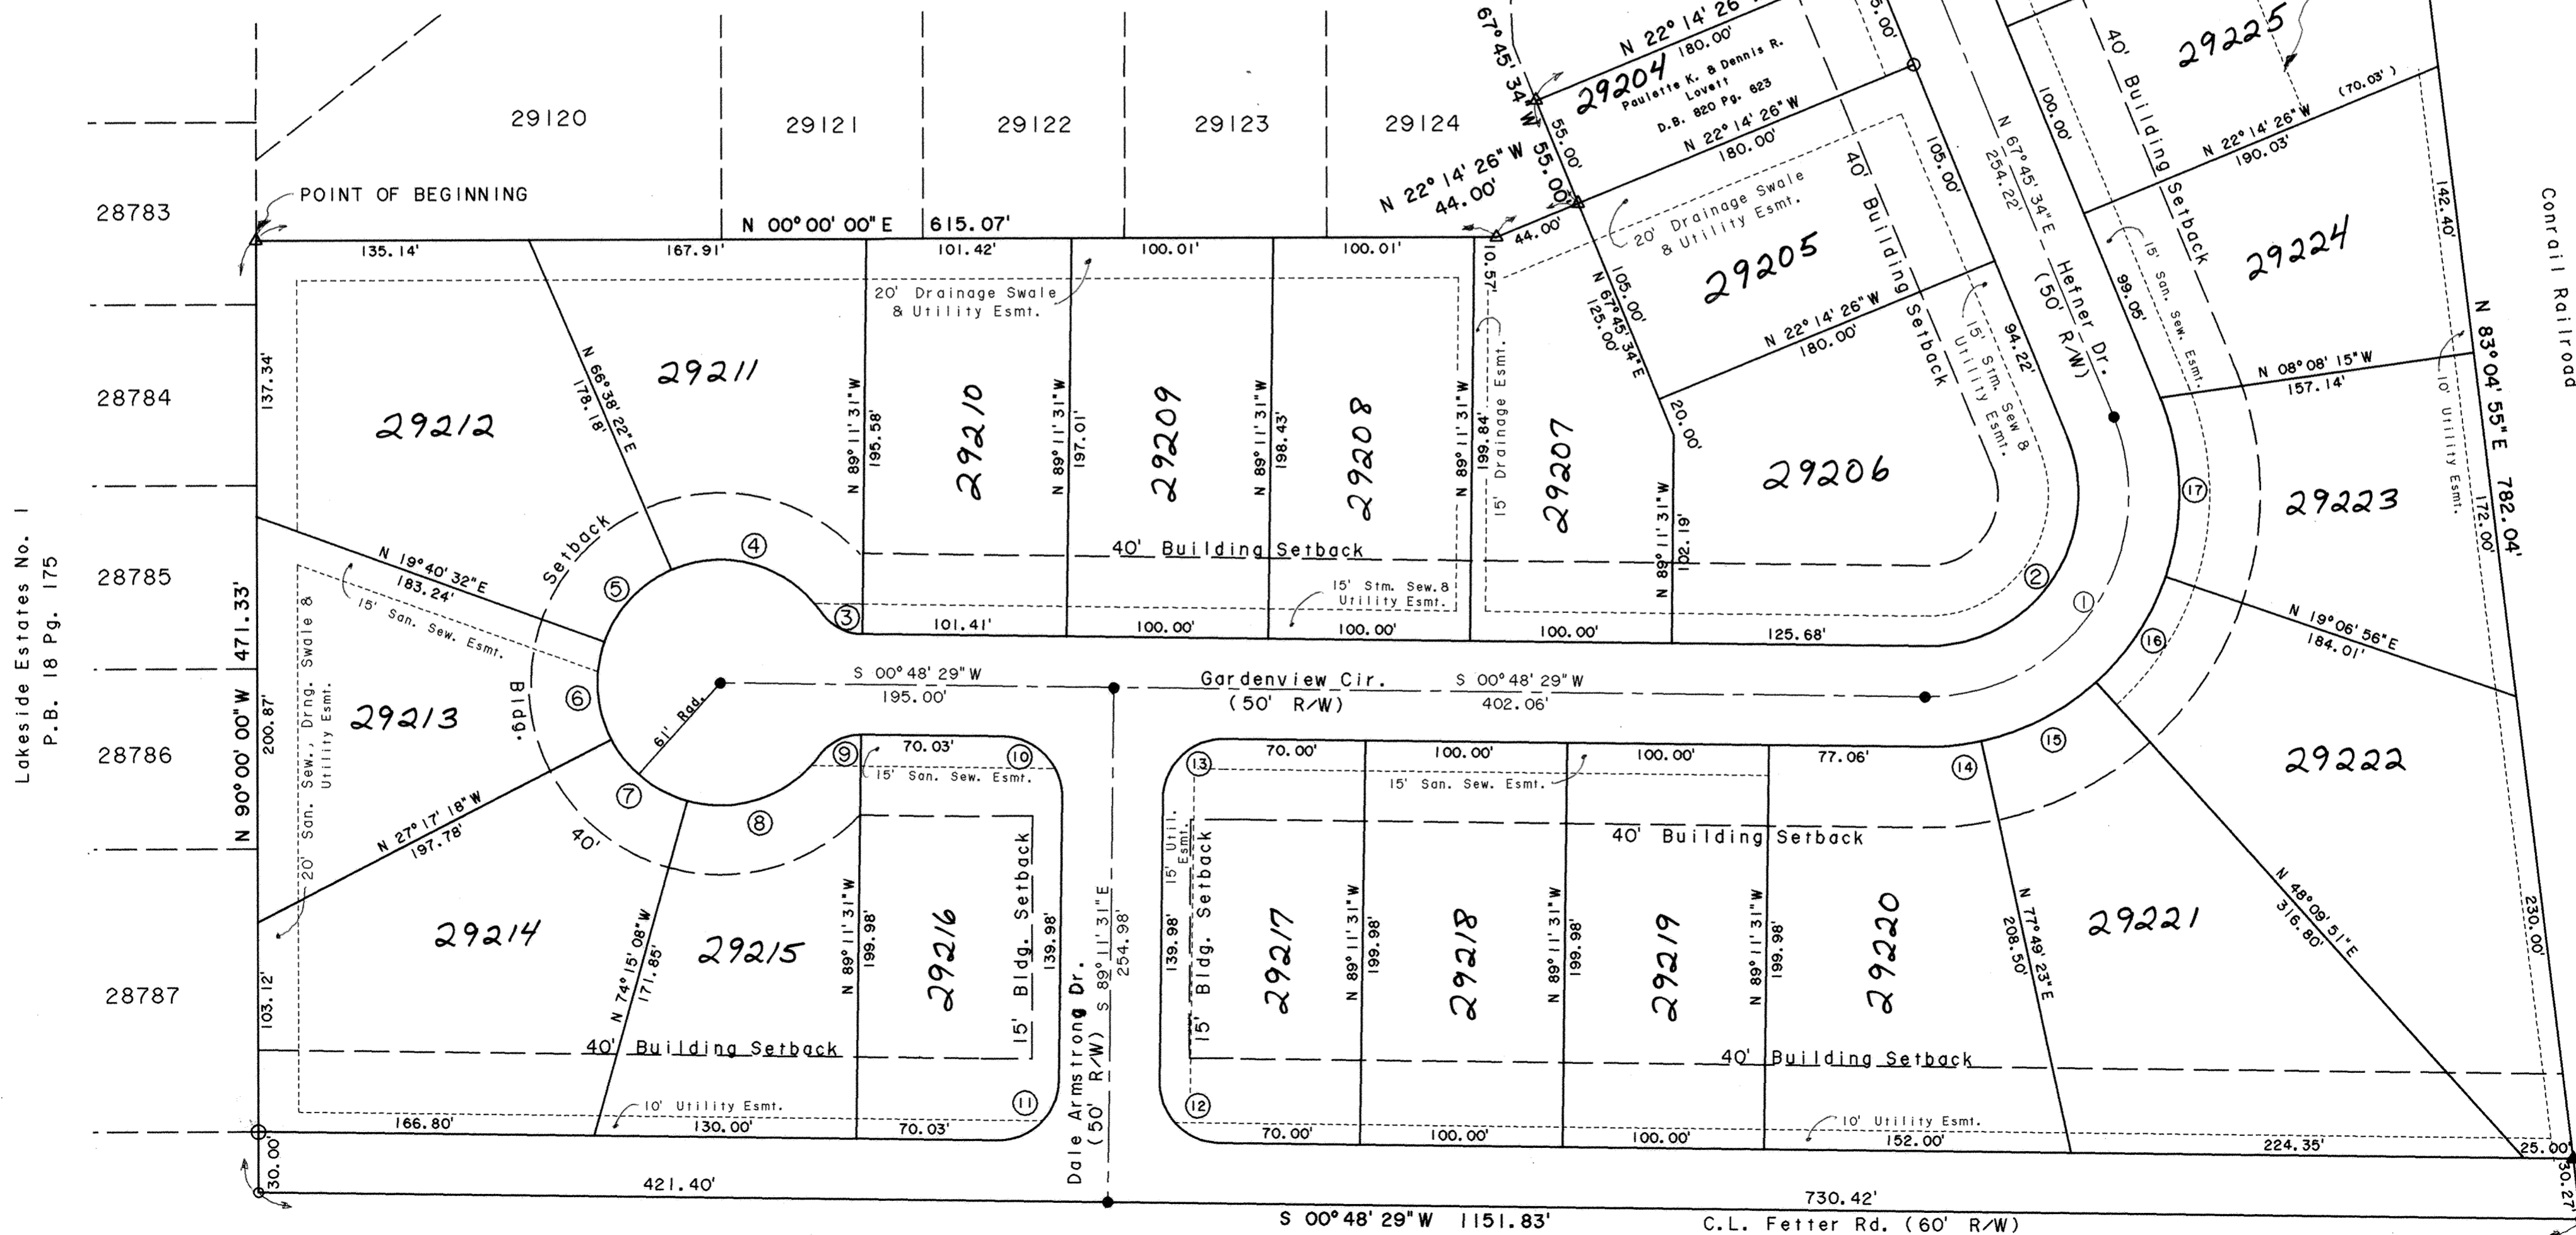 Lakeside Estates No. 1
P.B. 18 Pg. 175
28783
28784
28785
28786
28787
29120
29121
29122
29123
29124
POINT OF BEGINNING
N 00° 00' 00" E 615.07'
135.14'
167.91'
101.42'
100.01'
100.01'
10.57'
N 22° 14' 26" W
44.00'
44.00'
67° 45' 34" W 55.00'
55.00'
N 22° 14' 26
180.00'
29204
Paulette K. & Dennis R.
Lovett
D.B. 820 Pg. 623
N 22° 14' 26" W
180.00'
5.00'
105.00'
20' Drainage Swale
& Utility Esmt.
29205
40' Building Setback
105.00'
N 67° 45' 34" E
125.00'
N 22° 14' 26" W
180.00'
94.22'
15' Stm. Sew &
Utility Esmt.
20.00'
N 67° 45' 34" E
254.22'
Hefner Dr.
(50' R/W)
100.00'
99.05'
40' Building Setback
15' San. Sew. Esmt.
29225
(70.03')
N 22° 14' 26" W
190.03'
29224
142.40'
N 08° 08' 15" W
157.14'
10' Utility Esmt.
N 83° 04' 55" E 782.04'
Conrail Railroad
172.00'
29223
17
N 19° 06' 56" E
184.01'
16
29222
230.00'
137.34'
29212
N 66° 38' 22" E
178.18'
29211
20' Drainage Swale
& Utility Esmt.
N 89° 11' 31" W
195.58'
29210
N 89° 11' 31" W
197.01'
29209
N 89° 11' 31" W
198.43'
29208
N 89° 11' 31" W
199.84'
15' Drainage Esmt.
29207
N 89° 11' 31" W
102.19'
29206
40' Building Setback
15' Stm. Sew. &
Utility Esmt.
101.41'
100.00'
100.00'
100.00'
125.68'
2
1
3
4
5
6
7
8
9
10
Setback
Bldg.
40'
61' Rad.
N 19° 40' 32" E
183.24'
15' San. Sew. Esmt.
N 90° 00' 00" W 471.33'
200.87'
20' San. Sew., Drng. Swale &
Utility Esmt.
29213
N 27° 17' 18" W
197.78'
S 00° 48' 29" W
195.00'
Gardenview Cir.
(50' R/W)
S 00° 48' 29" W
402.06'
70.03'
15' San. Sew. Esmt.
13
70.00'
100.00'
100.00'
77.06'
14
15
15' San. Sew. Esmt.
40' Building Setback
103.12'
29214
N 74° 15' 08" W
171.85'
29215
N 89° 11' 31" W
199.98'
29216
15' Bldg. Setback
139.98'
Dale Armstrong Dr.
(50' R/W)
S 89° 11' 31" E
254.98'
139.98'
15' Util.
Esmt.
15' Bldg. Setback
29217
N 89° 11' 31" W
199.98'
29218
N 89° 11' 31" W
199.98'
29219
N 89° 11' 31" W
199.98'
29220
N 77° 49' 23" E
208.50'
29221
N 48° 09' 51" E
316.80'
40' Building Setback
40' Building Setback
11
12
10' Utility Esmt.
10' Utility Esmt.
166.80'
130.00'
70.03'
70.00'
100.00'
100.00'
152.00'
224.35'
25.00'
30.00'
30.27'
421.40'
730.42'
S 00° 48' 29" W 1151.83'
C.L. Fetter Rd. (60' R/W)